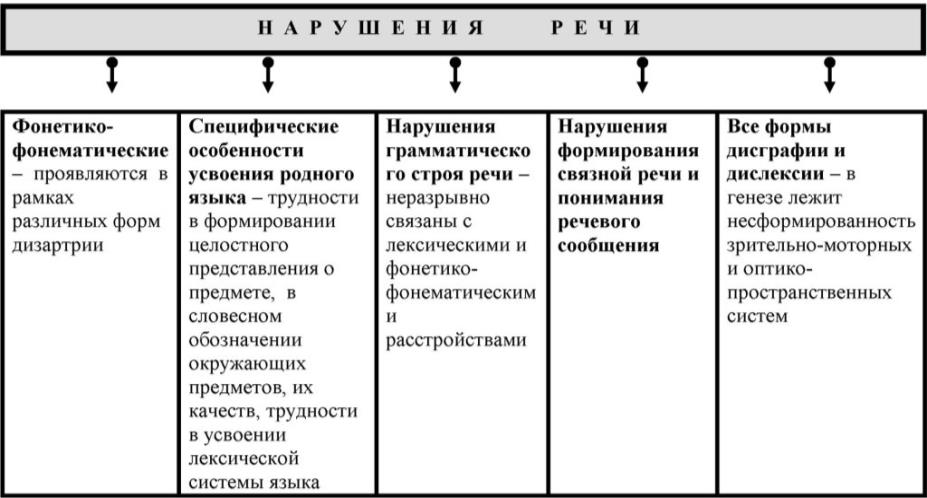 НАРУШЕНИЯ РЕЧИ
Фонетико-
фонематические
– проявляются в
рамках
различных форм
дизартрии
Специфические
особенности
усвоения родного
языка – трудности
в формировании
целостного
представления о
предмете, в
словесном
обозначении
окружающих
предметов, их
качеств, трудности
в усвоении
лексической
системы языка
Нарушения
грамматическо
го строя речи –
неразрывно
связаны с
лексическими и
фонетико-
фонематическим
и
расстройствами
Нарушения
формирования
связной речи и
понимания
речевого
сообщения
Все формы
дисграфии и
дислексии – в
генезе лежит
несформированность
зрительно-моторных
и оптико-
пространственных
систем